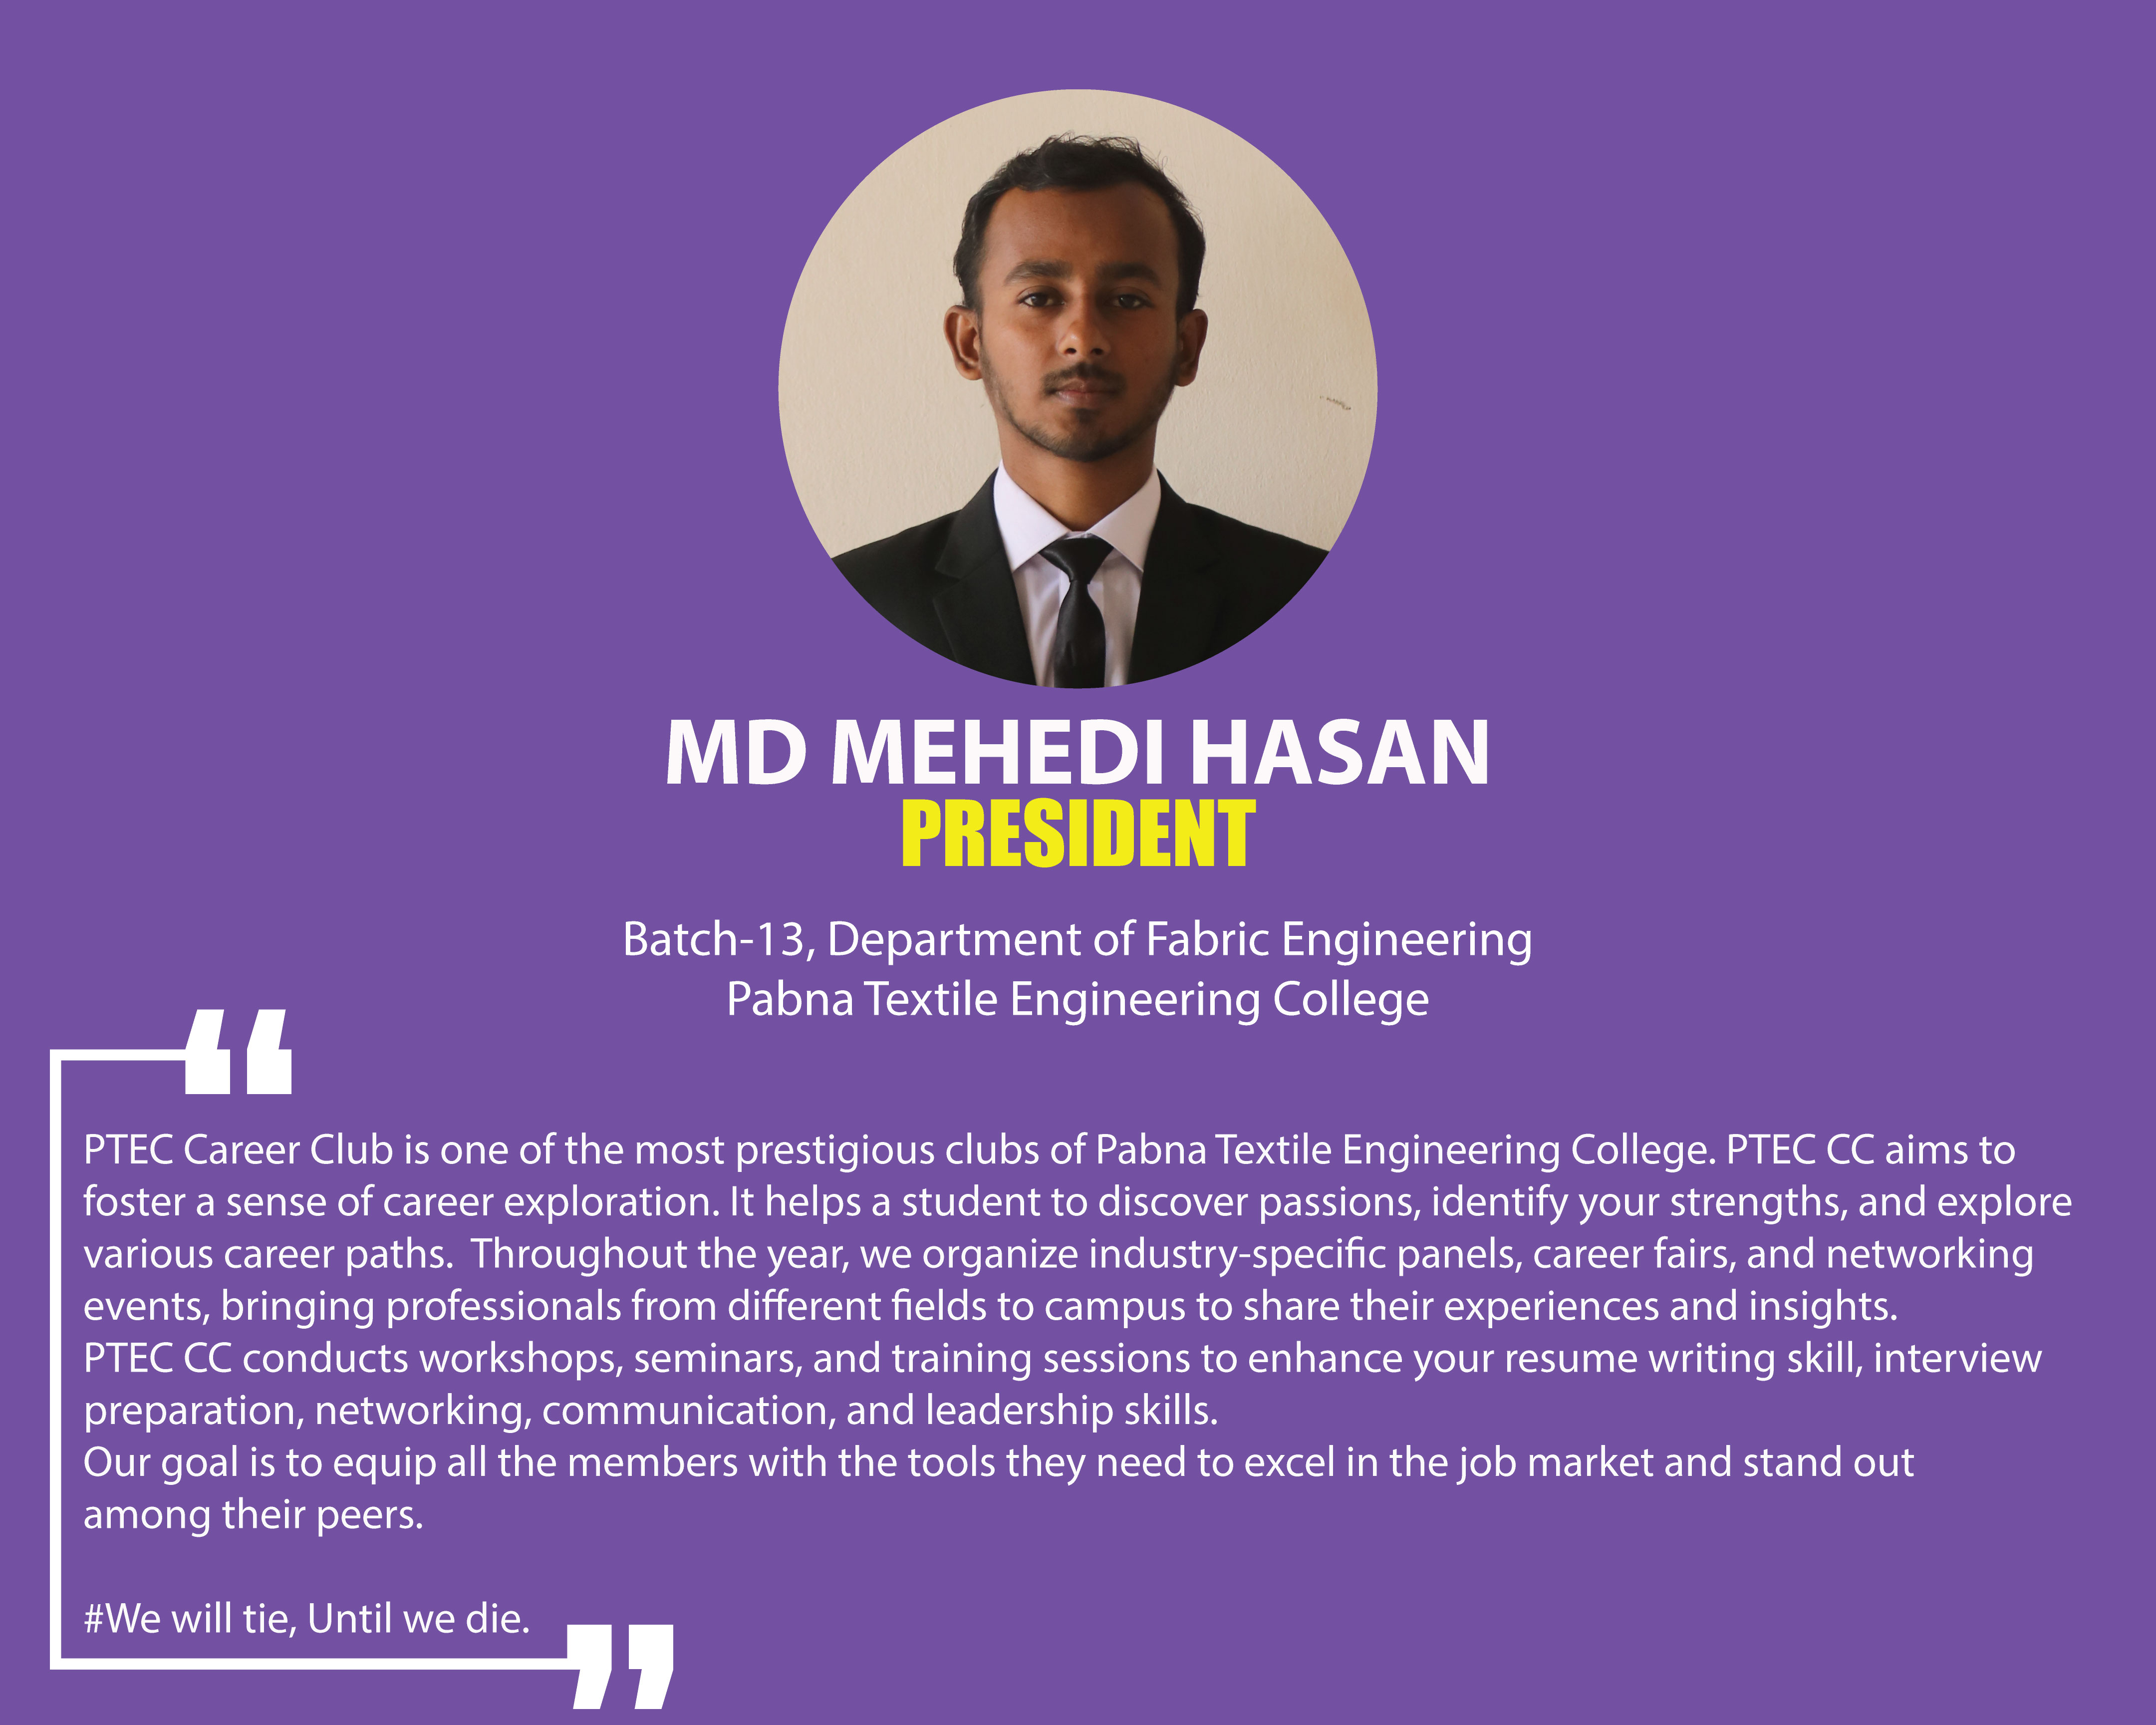 MD MEHEDI HASAN
PRESIDENT
Batch-13, Department of Fabric Engineering
Pabna Textile Engineering College
“
PTEC Career Club is one of the most prestigious clubs of Pabna Textile Engineering College. PTEC CC aims to
foster a sense of career exploration. It helps a student to discover passions, identify your strengths, and explore
various career paths.  Throughout the year, we organize industry-specific panels, career fairs, and networking
events, bringing professionals from different fields to campus to share their experiences and insights.
PTEC CC conducts workshops, seminars, and training sessions to enhance your resume writing skill, interview
preparation, networking, communication, and leadership skills.
Our goal is to equip all the members with the tools they need to excel in the job market and stand out
among their peers.
#We will tie, Until we die.
”